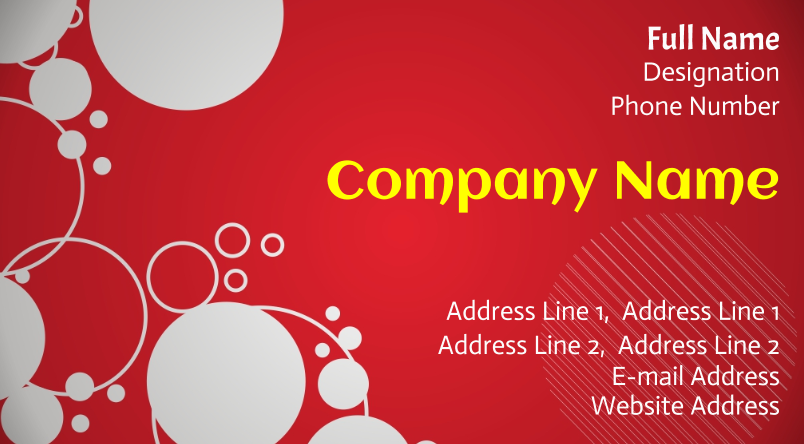 Full Name
Designation
Phone Number
Company Name
Address Line 1,  Address Line 1
Address Line 2,  Address Line 2
E-mail Address
Website Address